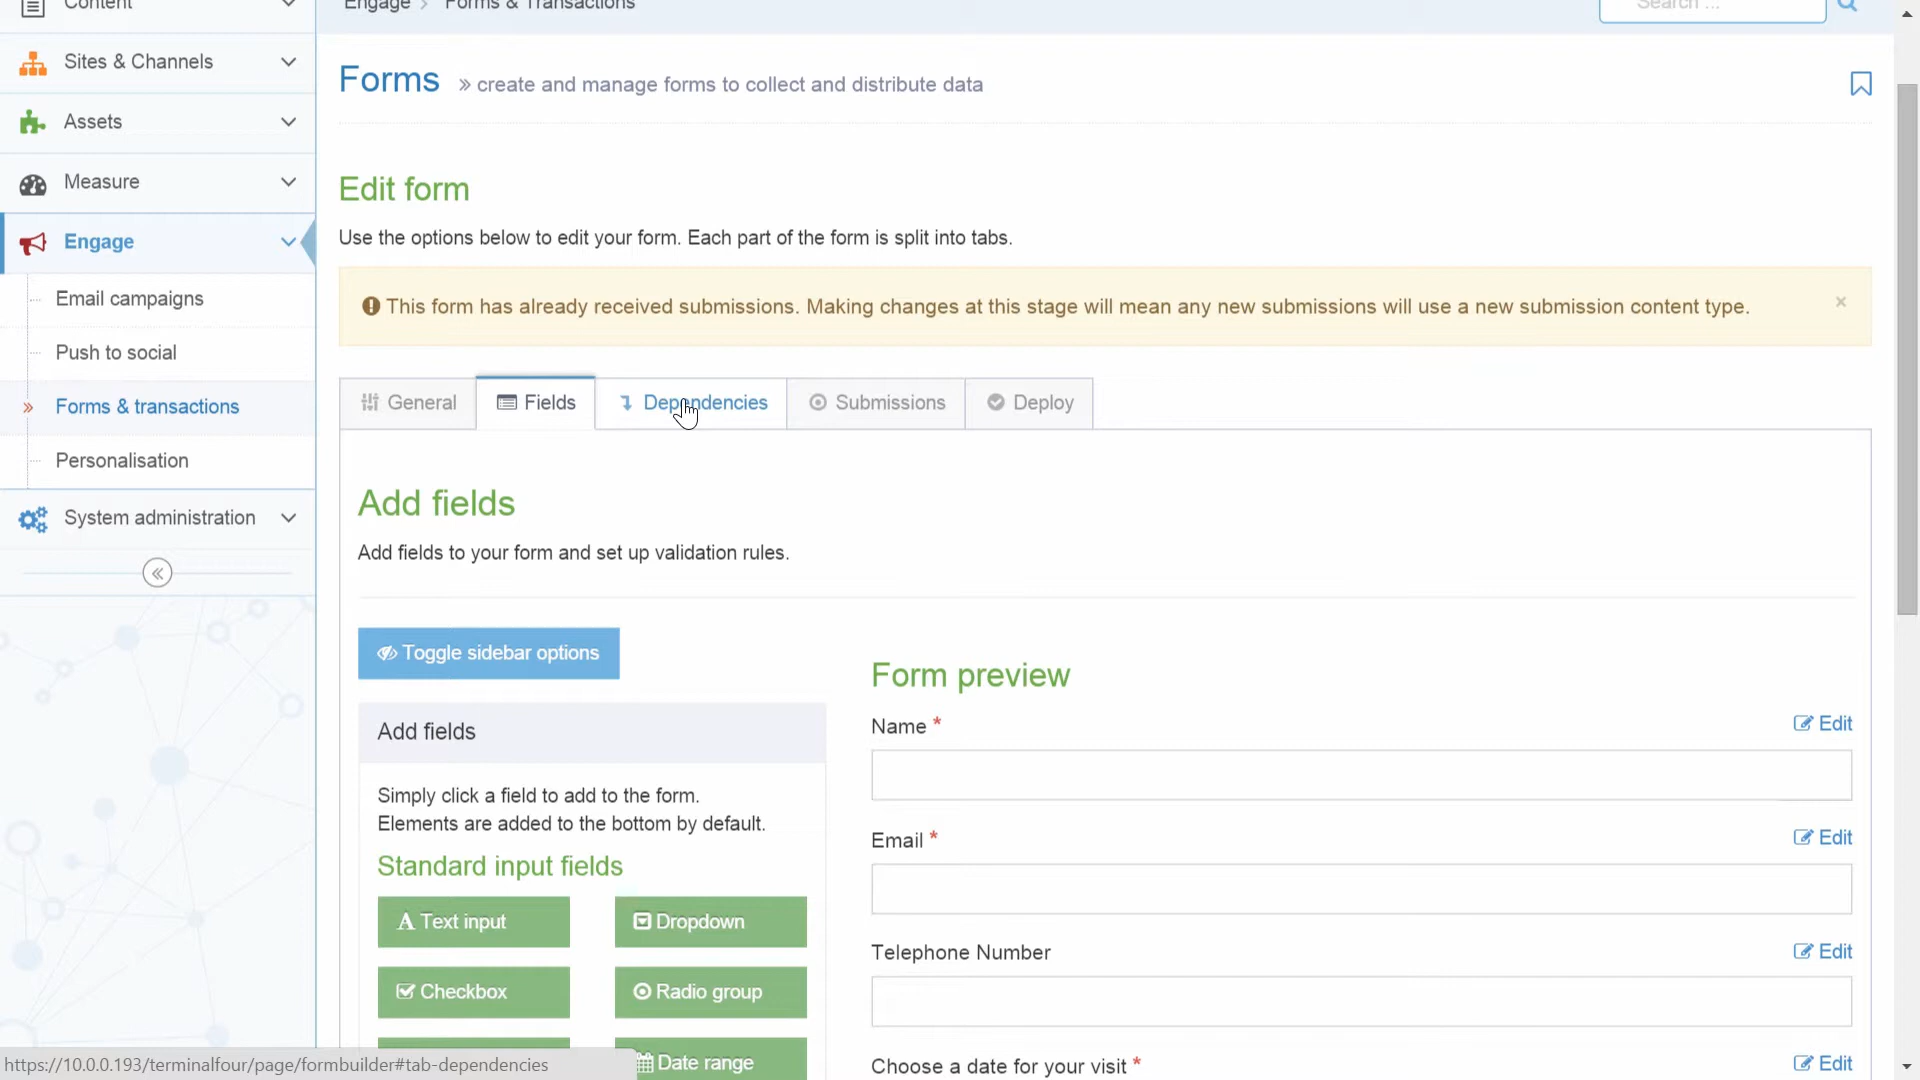 Content
Engage > Forms & Transactions
Search ...
Sites & Channels
Assets
Measure
Engage
Email campaigns
Push to social
» Forms & transactions
Personalisation
System administration
«
Forms » create and manage forms to collect and distribute data
Edit form
Use the options below to edit your form. Each part of the form is split into tabs.
This form has already received submissions. Making changes at this stage will mean any new submissions will use a new submission content type. ×
General Fields Dependencies Submissions Deploy
Add fields
Add fields to your form and set up validation rules.
Toggle sidebar options
Add fields
Simply click a field to add to the form.
Elements are added to the bottom by default.
Standard input fields
A Text input Dropdown
Checkbox Radio group
Date range
Form preview
Name * Edit
Email * Edit
Telephone Number Edit
Choose a date for your visit * Edit
https://10.0.0.193/terminalfour/page/formbuilder#tab-dependencies